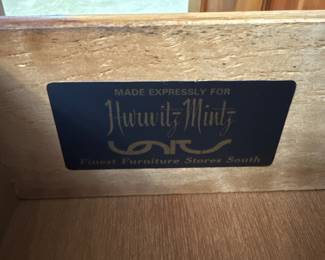 MADE EXPRESSLY FOR
Hurwitz Mintz
Finest Furniture Stores South